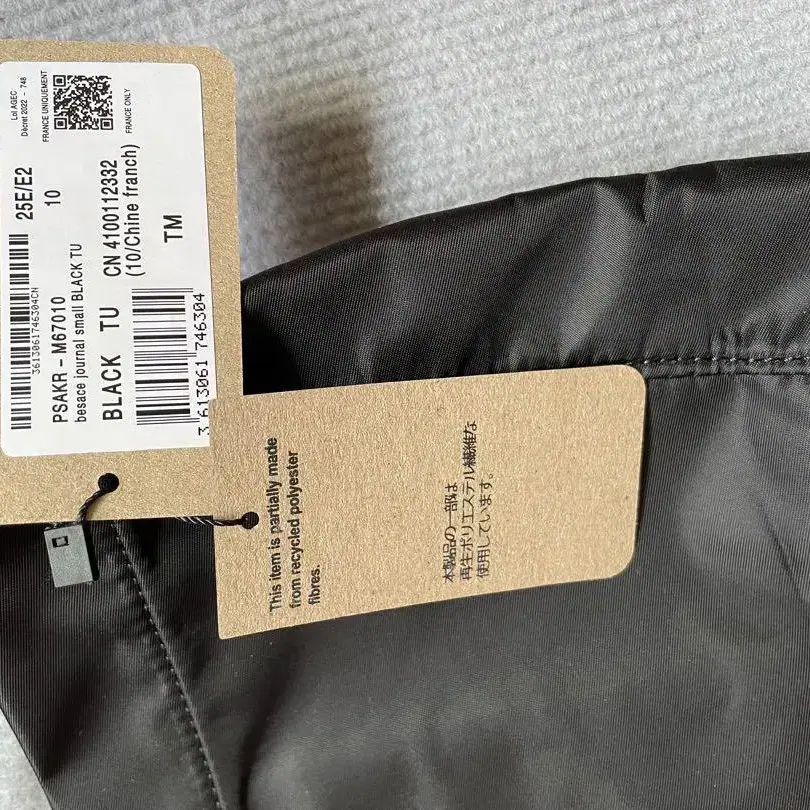 Loi AGEC
Décret 2022 - 748
FRANCE UNIQUEMENT
FRANCE ONLY
25E/E2
10
3613061746304CN
PSAKR - M67010
besace journal small BLACK TU
BLACK TU
CN 4100112332
(10/Chine franch)
3 613061 746304
TM
This item is partially made
from recycled polyester
fibres.
本製品の一部は
再生ポリエステル繊維を
使用しています。